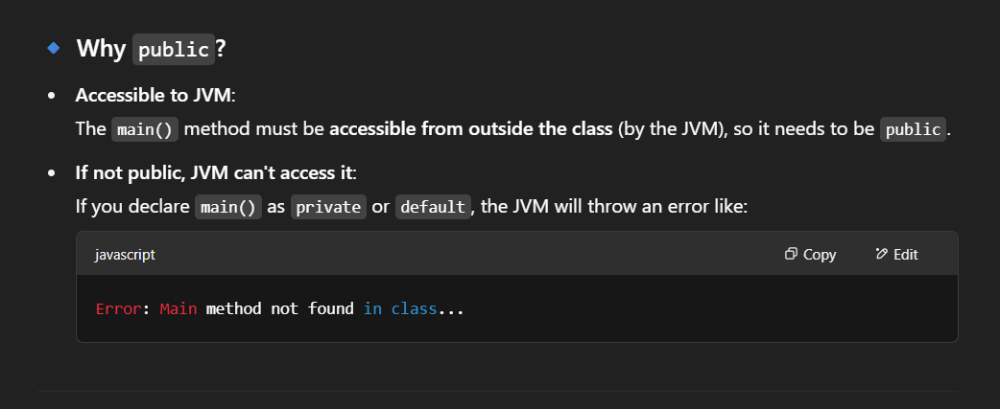 Why public?
Accessible to JVM:
The main() method must be accessible from outside the class (by the JVM), so it needs to be public.
If not public, JVM can't access it:
If you declare main() as private or default, the JVM will throw an error like:
javascript Copy Edit
Error: Main method not found in class...